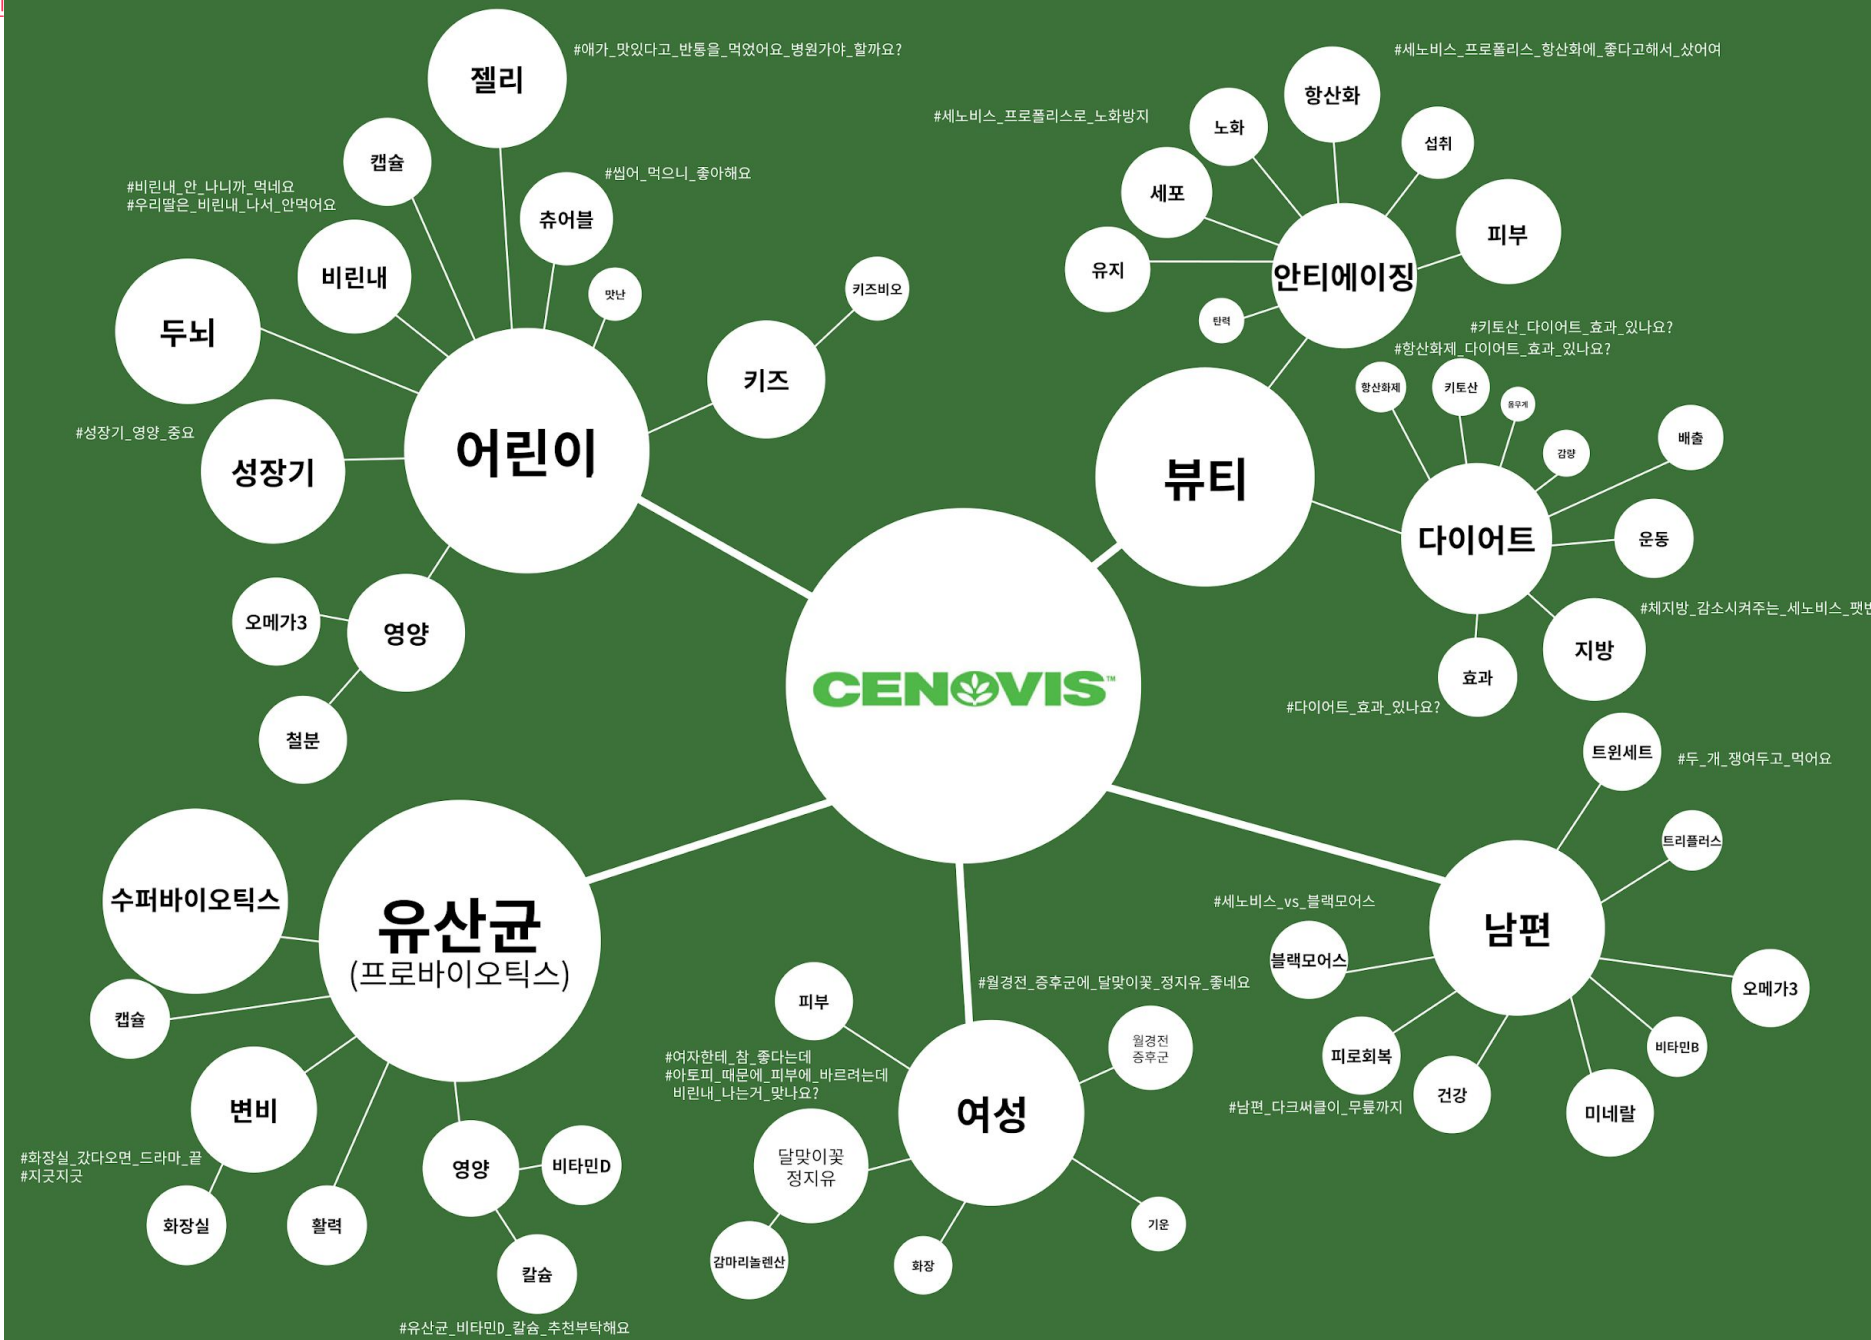 젤리
#애가_맛있다고_반통을_먹었어요_병원가야_할까요?
캡슐
#비린내_안_나니까_먹네요
#우리딸은_비린내_나서_안먹어요
#씹어_먹으니_좋아해요
츄어블
비린내
맛난
두뇌
키즈비오
키즈
#성장기_영양_중요
성장기
어린이
오메가3
영양
철분
#세노비스_프로폴리스_항산화에_좋다고해서_샀어여
항산화
#세노비스_프로폴리스로_노화방지
노화
섭취
세포
피부
유지
안티에이징
탄력
#키토산_다이어트_효과_있나요?
#항산화제_다이어트_효과_있나요?
항산화제
키토산
몸무게
감량
배출
뷰티
다이어트
운동
#체지방_감소시켜주는_세노비스_팻번
지방
효과
#다이어트_효과_있나요?
CENOVIS™
트윈세트
#두_개_쟁여두고_먹어요
트리플러스
#세노비스_vs_블랙모어스
남편
블랙모어스
오메가3
피로회복
비타민B
건강
#남편_다크써클이_무릎까지
미네랄
수퍼바이오틱스
유산균
(프로바이오틱스)
캡슐
변비
#화장실_갔다오면_드라마_끝
#지긋지긋
화장실
활력
영양
비타민D
칼슘
#유산균_비타민D_칼슘_추천부탁해요
피부
#월경전_증후군에_달맞이꽃_정지유_좋네요
월경전
증후군
#여자한테_참_좋다는데
#아토피_때문에_피부에_바르려는데
비린내_나는거_맞나요?
여성
달맞이꽃
정지유
감마리놀렌산
화장
기운